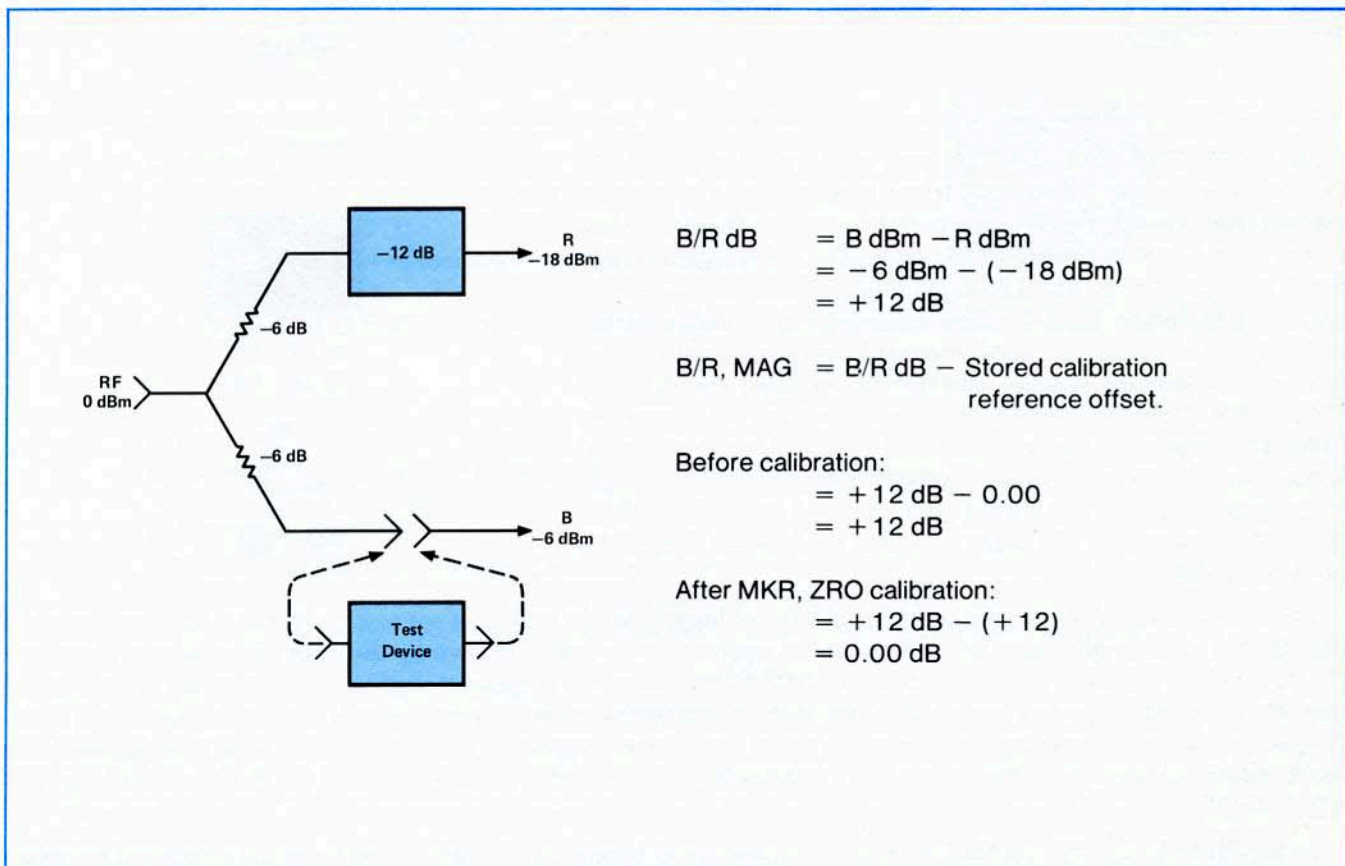 −12 dB
R
−18 dBm
−6 dB
RF
0 dBm
−6 dB
B
−6 dBm
Test
Device
B/R dB = B dBm − R dBm
= −6 dBm − (−18 dBm)
= +12 dB
B/R, MAG = B/R dB − Stored calibration
reference offset.
Before calibration:
= +12 dB − 0.00
= +12 dB
After MKR, ZRO calibration:
= +12 dB − (+12)
= 0.00 dB